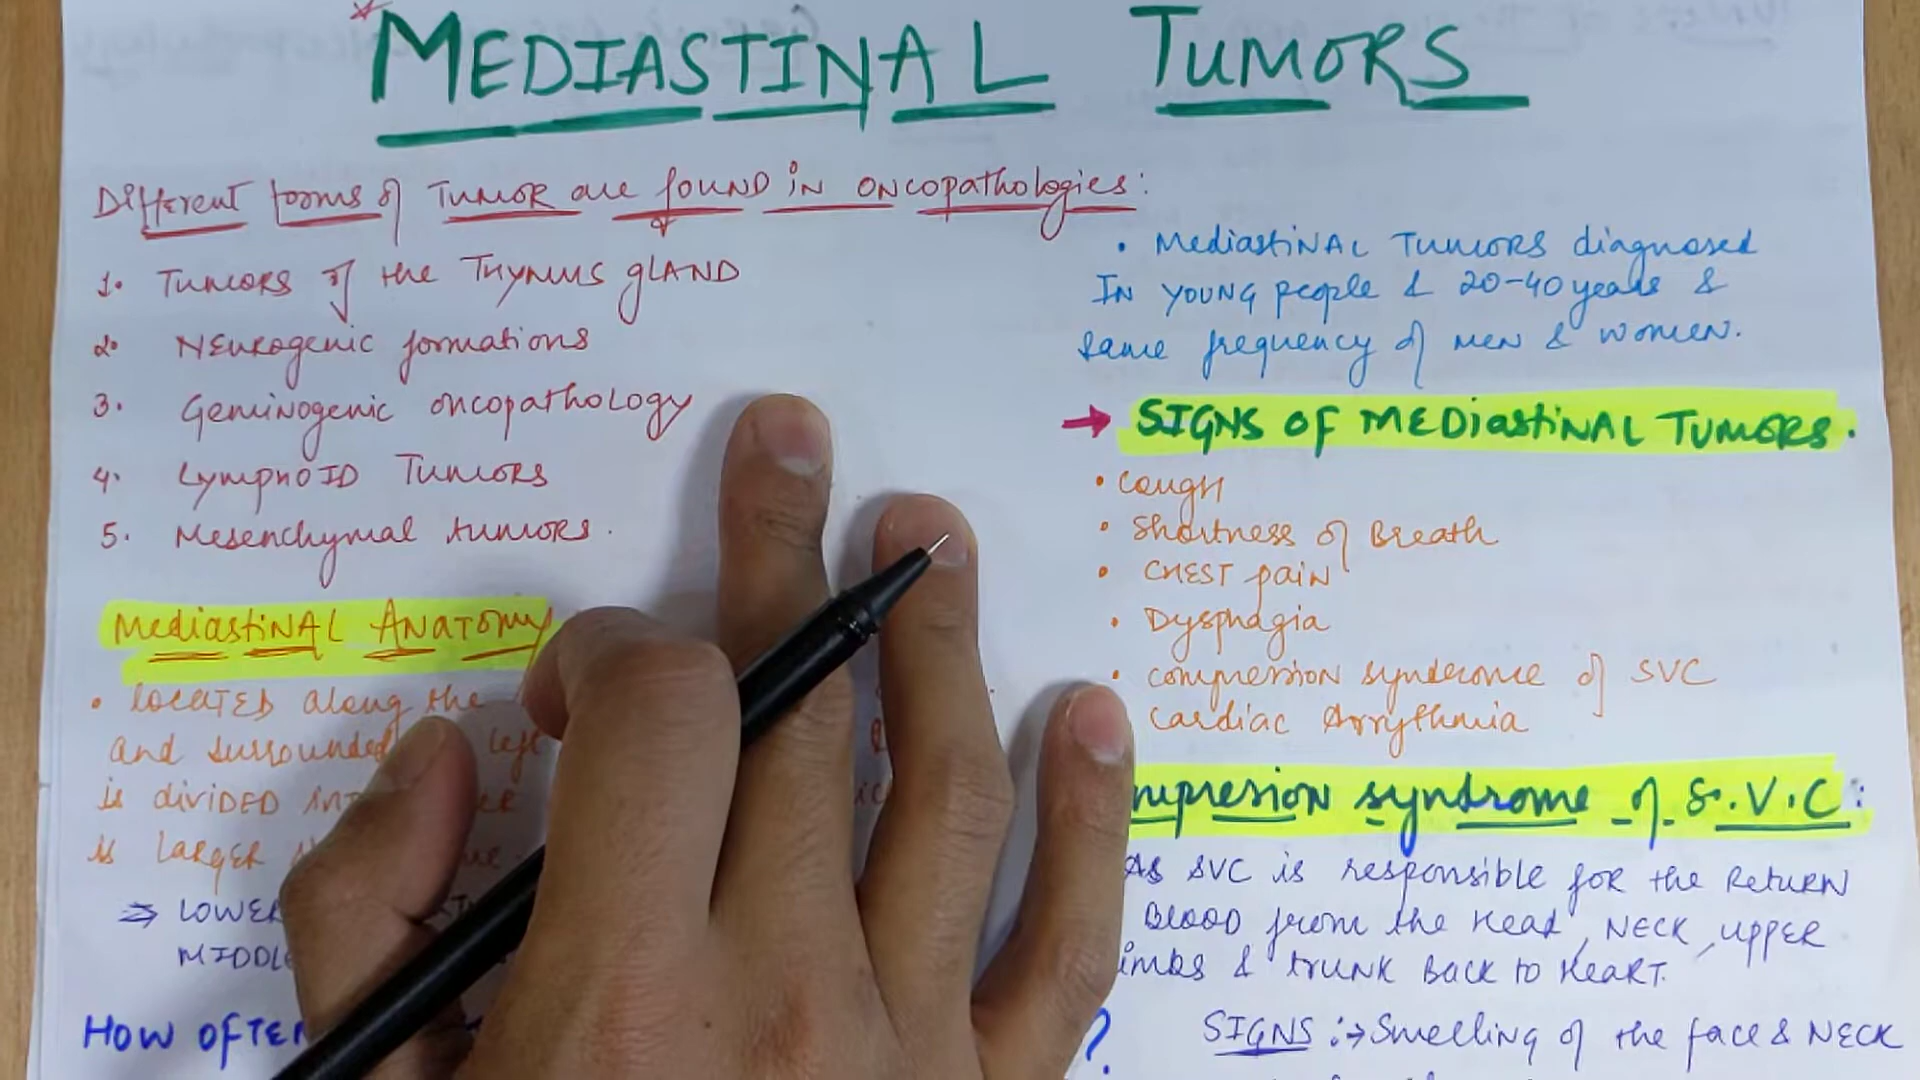 MEDIASTINAL TUMORS
Different forms of TUMOR are found in oncopathologies:
1. Tumors of the Thymus gLAND
2. Neurogenic formations
3. Geminogenic oncopathology
4. Lymphoid Tumors
5. Mesenchymal tumors.
Mediastinal Anatomy
• Located along the
and surrounded left
is divided
is larger
⇒ LOWER
MIDDLE
How ofteN
• Mediastinal Tumors diagnosed
In young people & 20-40 years &
same frequency of men & women.
→ SIGNS OF MEDiastiNAL TUMORS.
• Cough
• Shortness of Breath
• CHEST pain
• Dysphagia
• compression syndrome of SVC
Cardiac Arrythmia
mpression syndrome of S.V.C:
As SVC is responsible for the Return
Blood from the Head, NECK, upper
imbs & trunk Back to Heart.
? SIGNS :→ Smelling of the face & NECK